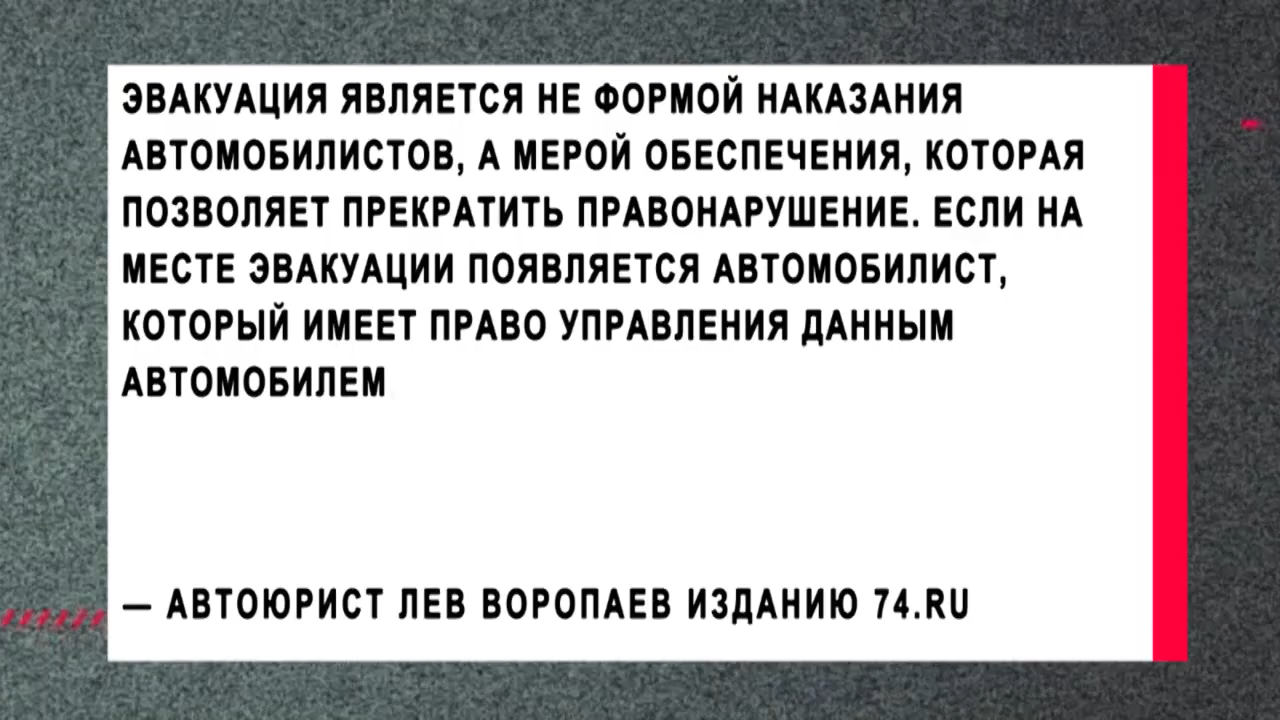 ЭВАКУАЦИЯ ЯВЛЯЕТСЯ НЕ ФОРМОЙ НАКАЗАНИЯ
АВТОМОБИЛИСТОВ, А МЕРОЙ ОБЕСПЕЧЕНИЯ, КОТОРАЯ
ПОЗВОЛЯЕТ ПРЕКРАТИТЬ ПРАВОНАРУШЕНИЕ. ЕСЛИ НА
МЕСТЕ ЭВАКУАЦИИ ПОЯВЛЯЕТСЯ АВТОМОБИЛИСТ,
КОТОРЫЙ ИМЕЕТ ПРАВО УПРАВЛЕНИЯ ДАННЫМ
АВТОМОБИЛЕМ
— АВТОЮРИСТ ЛЕВ ВОРОПАЕВ ИЗДАНИЮ 74.RU